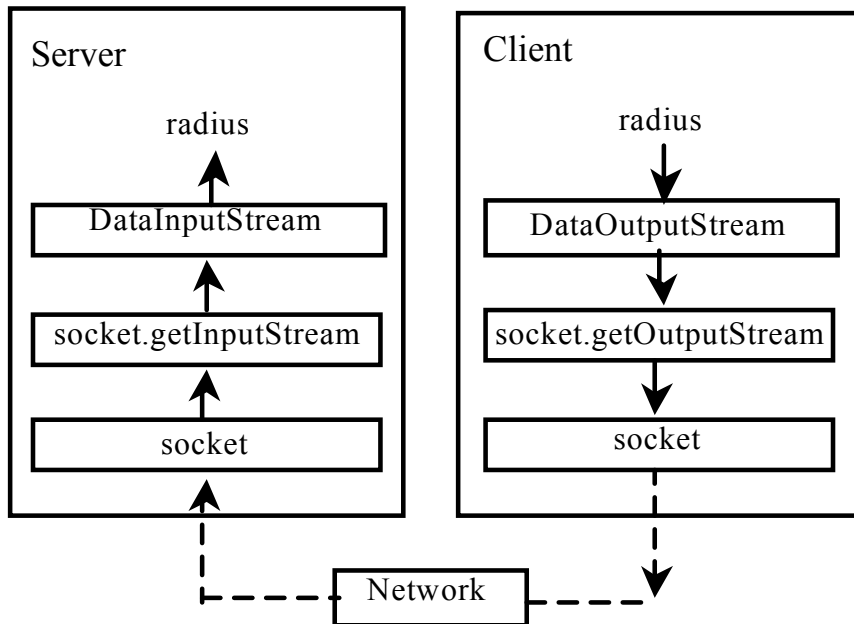 Server
radius
DataInputStream
socket.getInputStream
socket
Client
radius
DataOutputStream
socket.getOutputStream
socket
Network